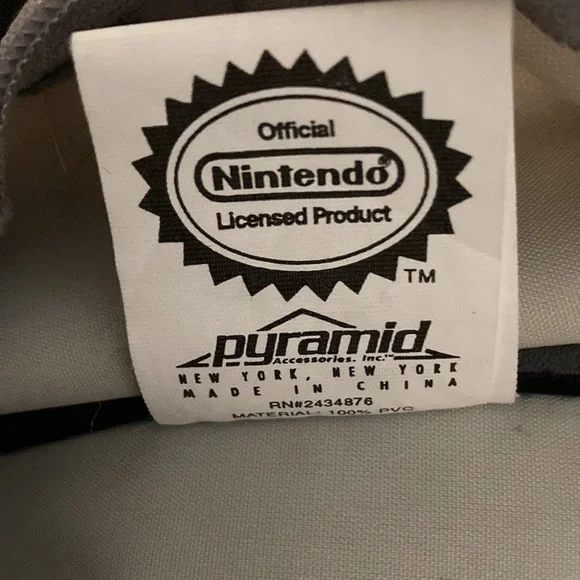 Official
Nintendo®
Licensed Product
TM
pyramid
Accessories, Inc.™
NEW YORK, NEW YORK
MADE IN CHINA
RN#2434876
MATERIAL: 100% PVC